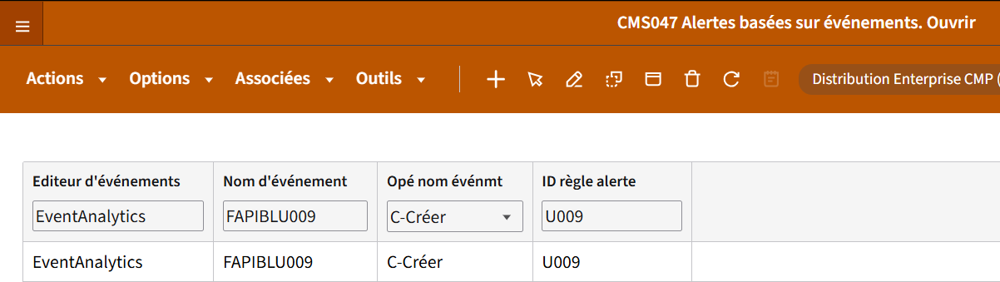 CMS047 Alertes basées sur événements. Ouvrir
Actions Options Associées Outils Distribution Enterprise CMP (
Editeur d'événements Nom d'événement Opé nom événmt ID règle alerte
EventAnalytics FAPIBLU009 C-Créer U009
EventAnalytics FAPIBLU009 C-Créer U009